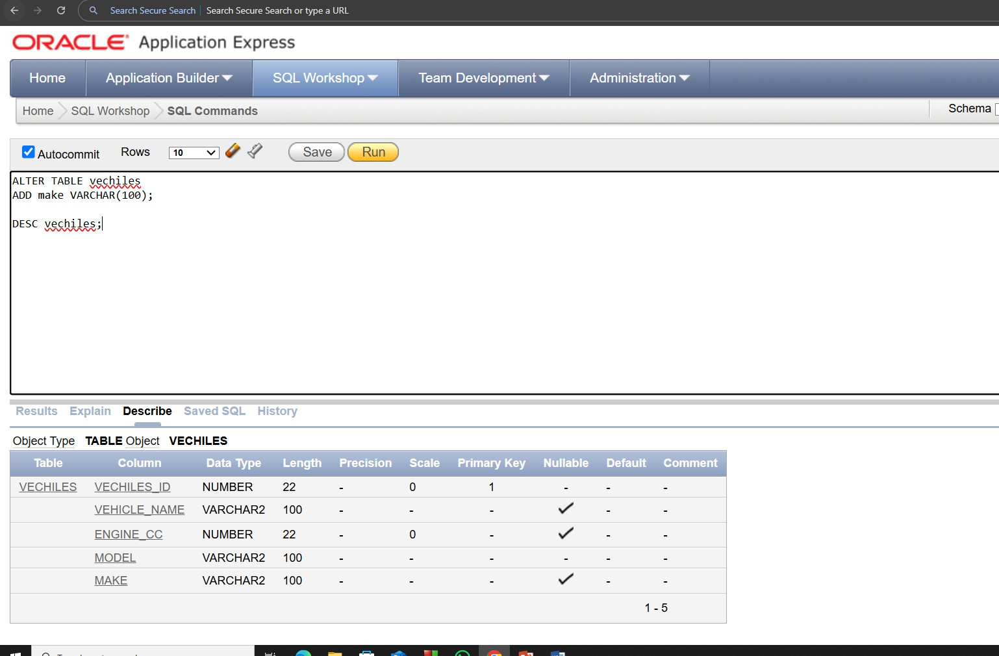 Search Secure Search Search Secure Search or type a URL
ORACLE Application Express
Home Application Builder SQL Workshop Team Development Administration
Home SQL Workshop SQL Commands Schema
Autocommit Rows 10 Save Run
ALTER TABLE vechiles
ADD make VARCHAR(100);
DESC vechiles;
Results Explain Describe Saved SQL History
Object Type TABLE Object VECHILES
Table Column Data Type Length Precision Scale Primary Key Nullable Default Comment
VECHILES VECHILES_ID NUMBER 22 - 0 1 - - -
VEHICLE_NAME VARCHAR2 100 - - - ✓ - -
ENGINE_CC NUMBER 22 - 0 - ✓ - -
MODEL VARCHAR2 100 - - - - - -
MAKE VARCHAR2 100 - - - ✓ - -
1 - 5